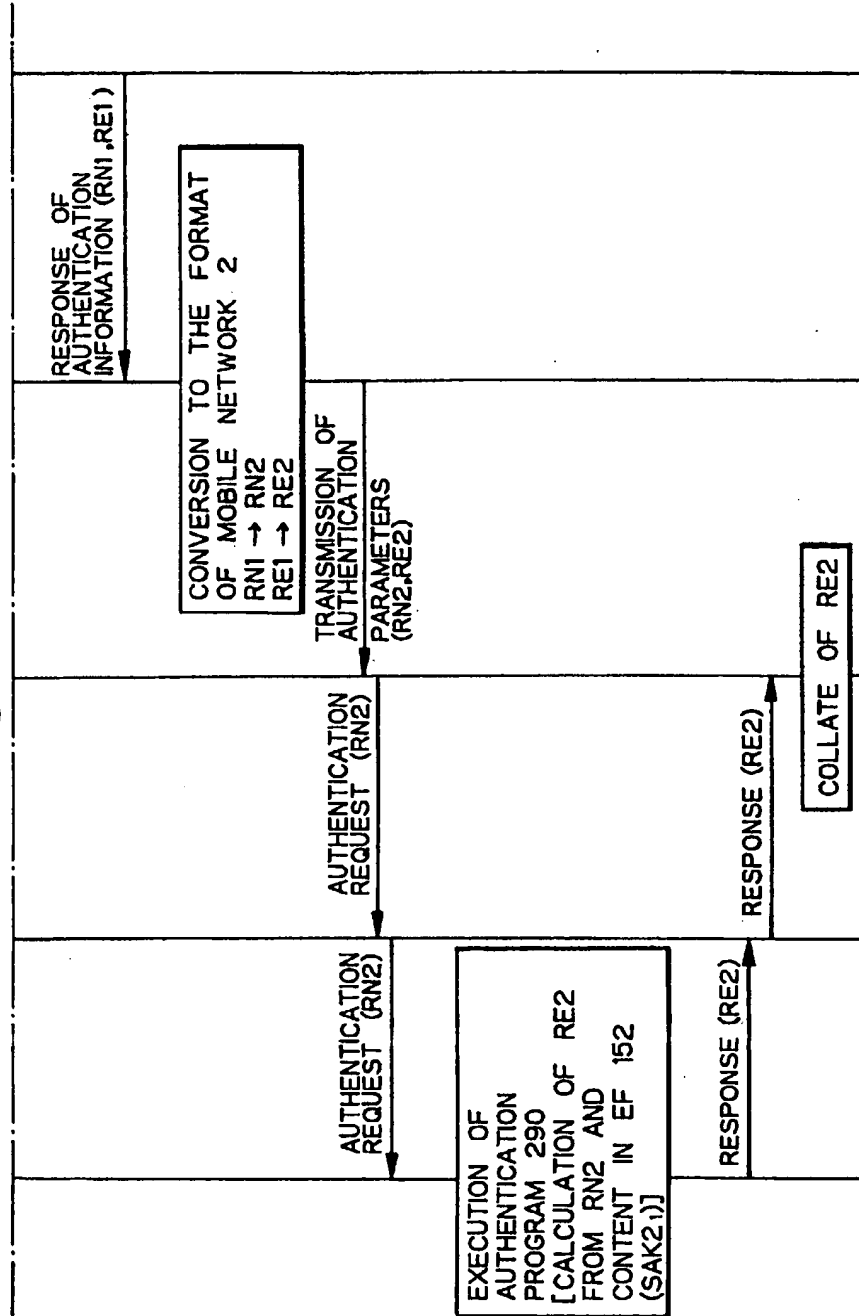 RESPONSE OF
AUTHENTICATION
INFORMATION (RN1,RE1)
CONVERSION TO THE FORMAT
OF MOBILE NETWORK 2
RN1 → RN2
RE1 → RE2
TRANSMISSION OF
AUTHENTICATION
PARAMETERS
(RN2,RE2)
AUTHENTICATION
REQUEST (RN2)
AUTHENTICATION
REQUEST (RN2)
EXECUTION OF
AUTHENTICATION
PROGRAM 290
[CALCULATION OF RE2
FROM RN2 AND
CONTENT IN EF 152
(SAK2₁)]
RESPONSE (RE2)
RESPONSE (RE2)
COLLATE OF RE2